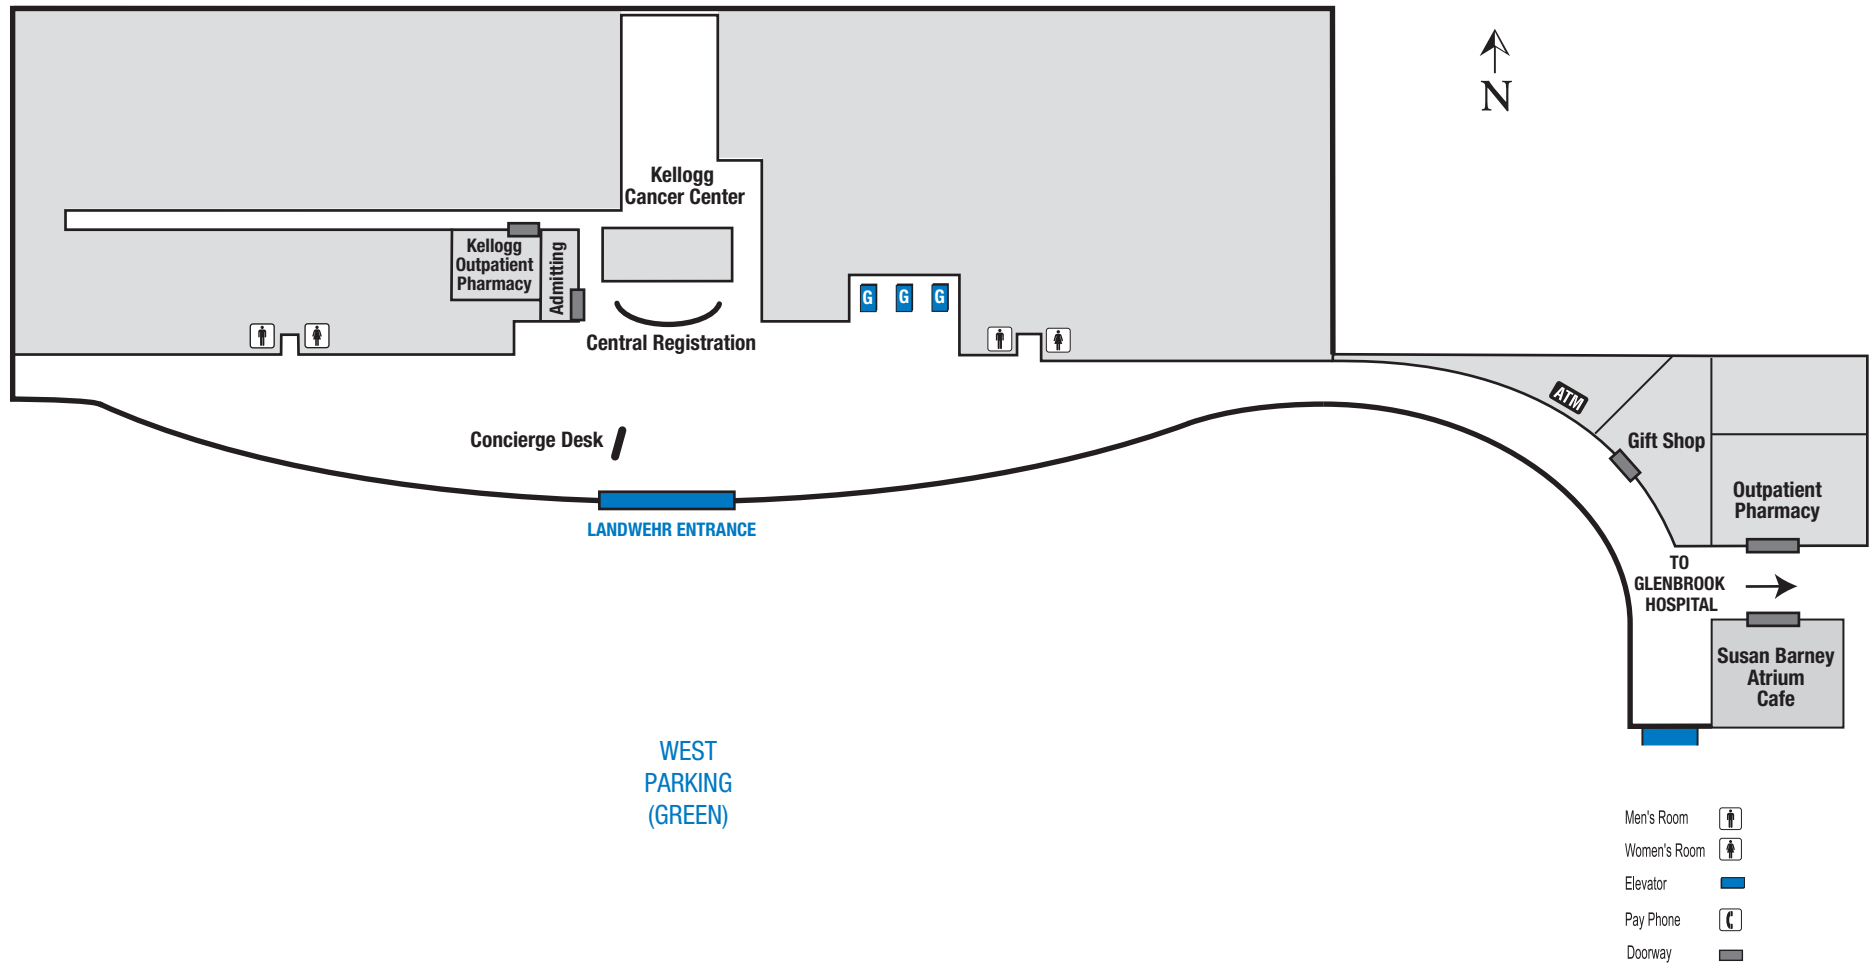 N
Kellogg
Cancer Center
Kellogg
Outpatient
Pharmacy
Admitting
G
G
G
Central Registration
ATM
Concierge Desk
Gift Shop
LANDWEHR ENTRANCE
Outpatient
Pharmacy
TO
GLENBROOK
HOSPITAL
Susan Barney
Atrium
Cafe
WEST
PARKING
(GREEN)
Men's Room
Women's Room
Elevator
Pay Phone
Doorway